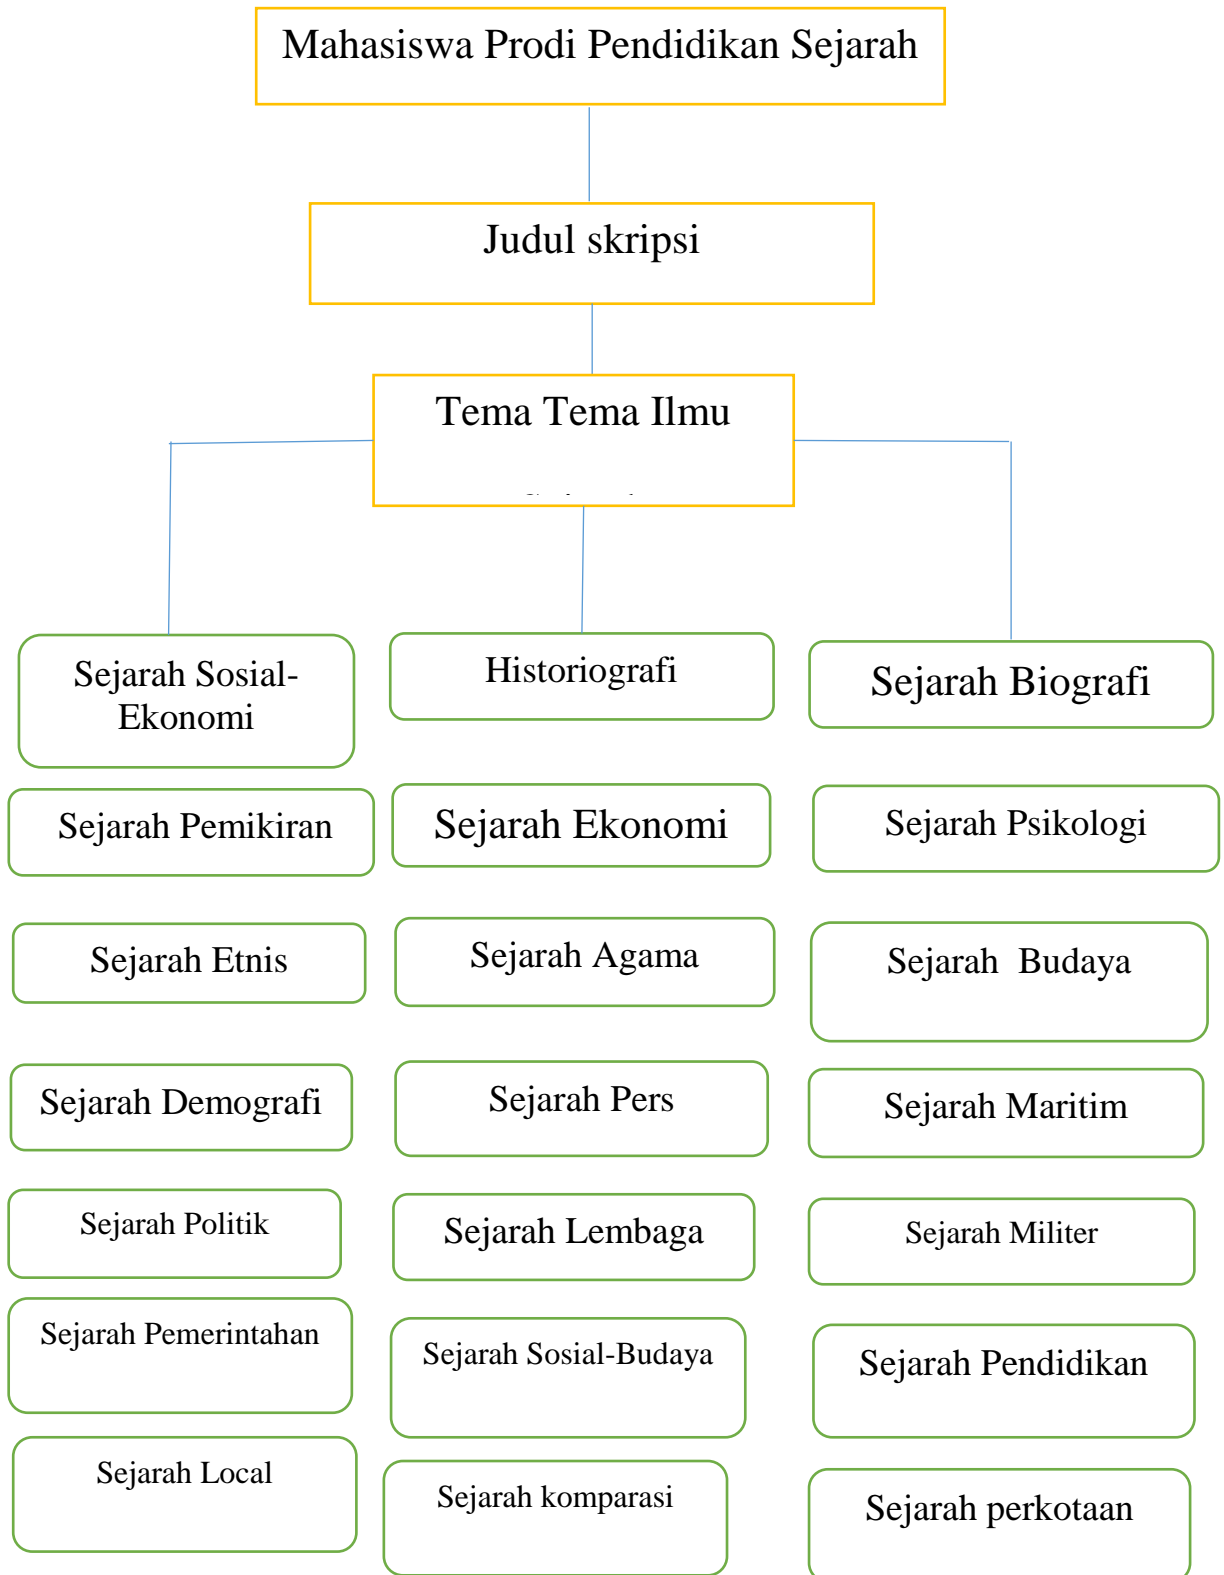 Mahasiswa Prodi Pendidikan Sejarah
Judul skripsi
Tema Tema Ilmu
Sejarah Sosial-
Ekonomi
Historiografi
Sejarah Biografi
Sejarah Pemikiran
Sejarah Ekonomi
Sejarah Psikologi
Sejarah Etnis
Sejarah Agama
Sejarah  Budaya
Sejarah Demografi
Sejarah Pers
Sejarah Maritim
Sejarah Politik
Sejarah Lembaga
Sejarah Militer
Sejarah Pemerintahan
Sejarah Sosial-Budaya
Sejarah Pendidikan
Sejarah Local
Sejarah komparasi
Sejarah perkotaan